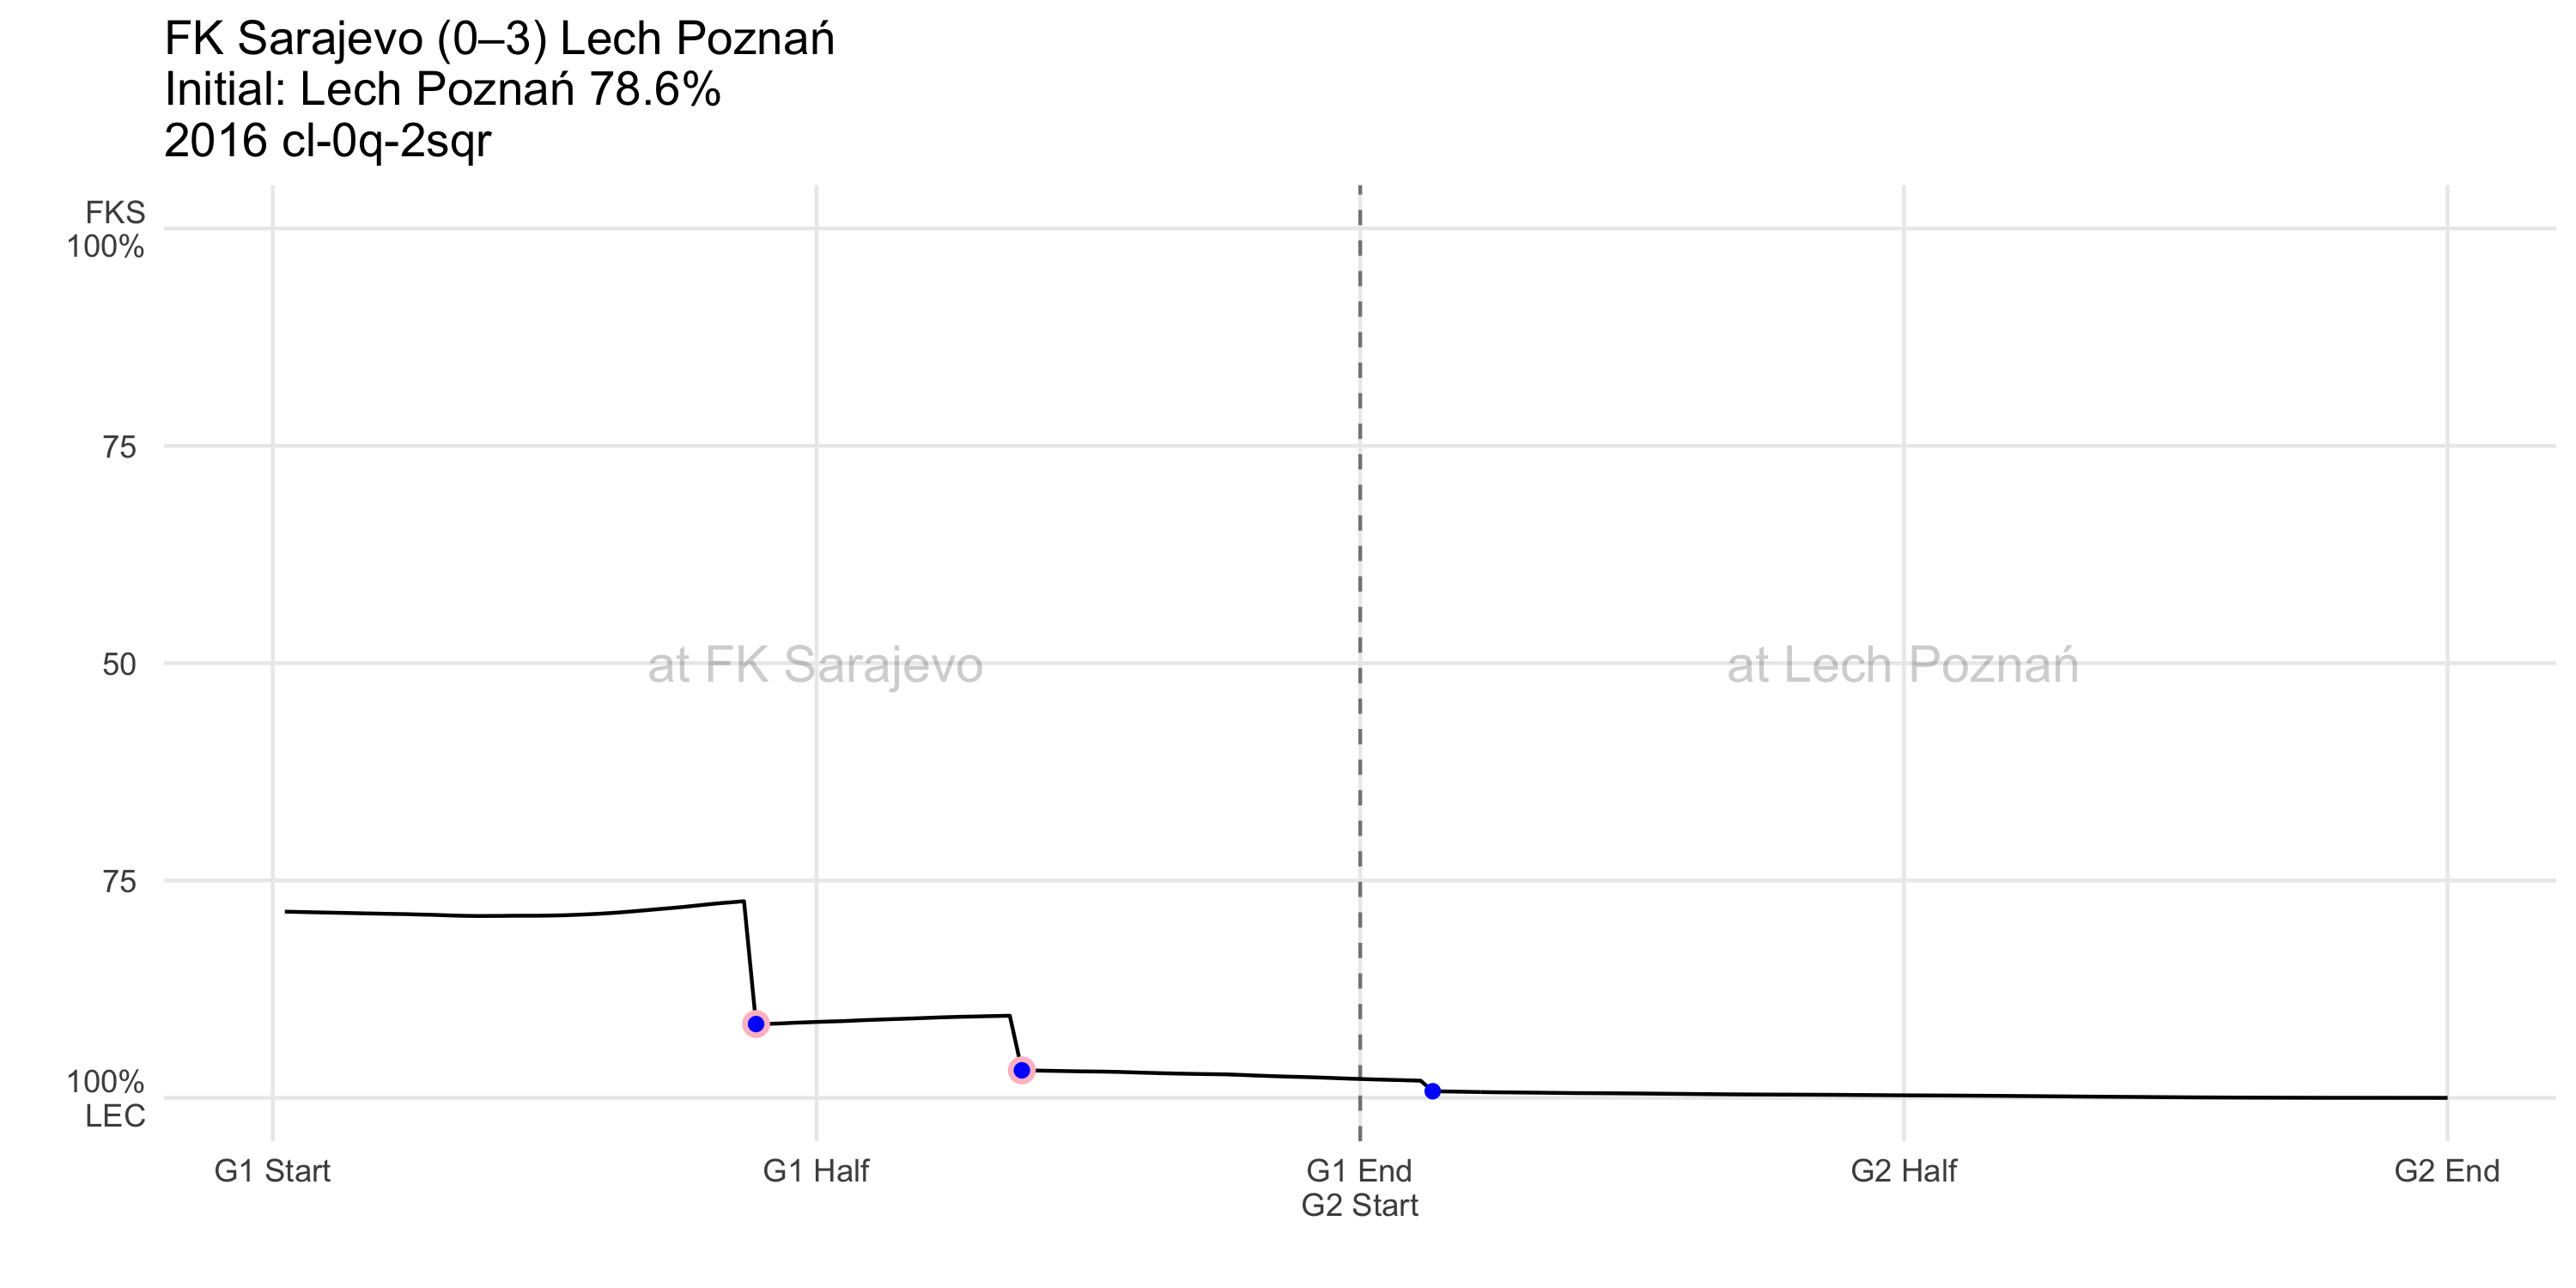 FK Sarajevo (0–3) Lech Poznań
Initial: Lech Poznań 78.6%
2016 cl-0q-2sqr
FKS
100%
75
50
at FK Sarajevo
at Lech Poznań
75
100%
LEC
G1 Start
G1 Half
G1 End
G2 Start
G2 Half
G2 End